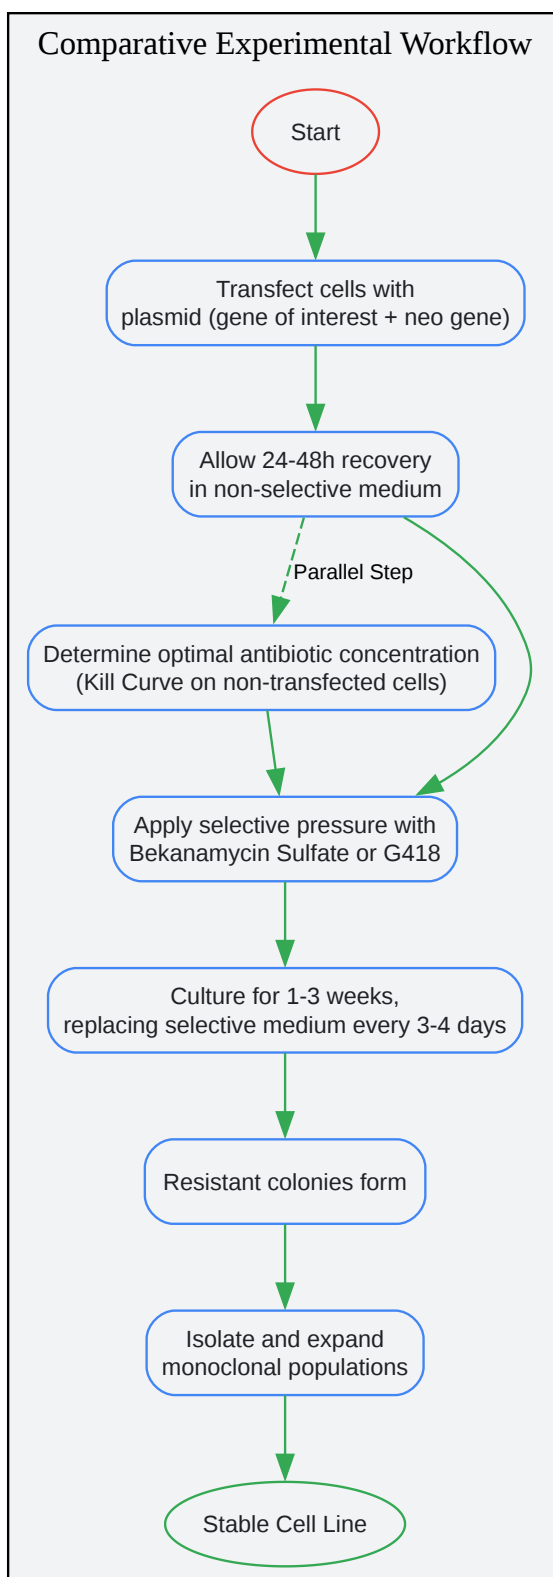 Comparative Experimental Workflow
Start
Transfect cells with
plasmid (gene of interest + neo gene)
Allow 24-48h recovery
in non-selective medium
Parallel Step
Determine optimal antibiotic concentration
(Kill Curve on non-transfected cells)
Apply selective pressure with
Bekanamycin Sulfate or G418
Culture for 1-3 weeks,
replacing selective medium every 3-4 days
Resistant colonies form
Isolate and expand
monoclonal populations
Stable Cell Line